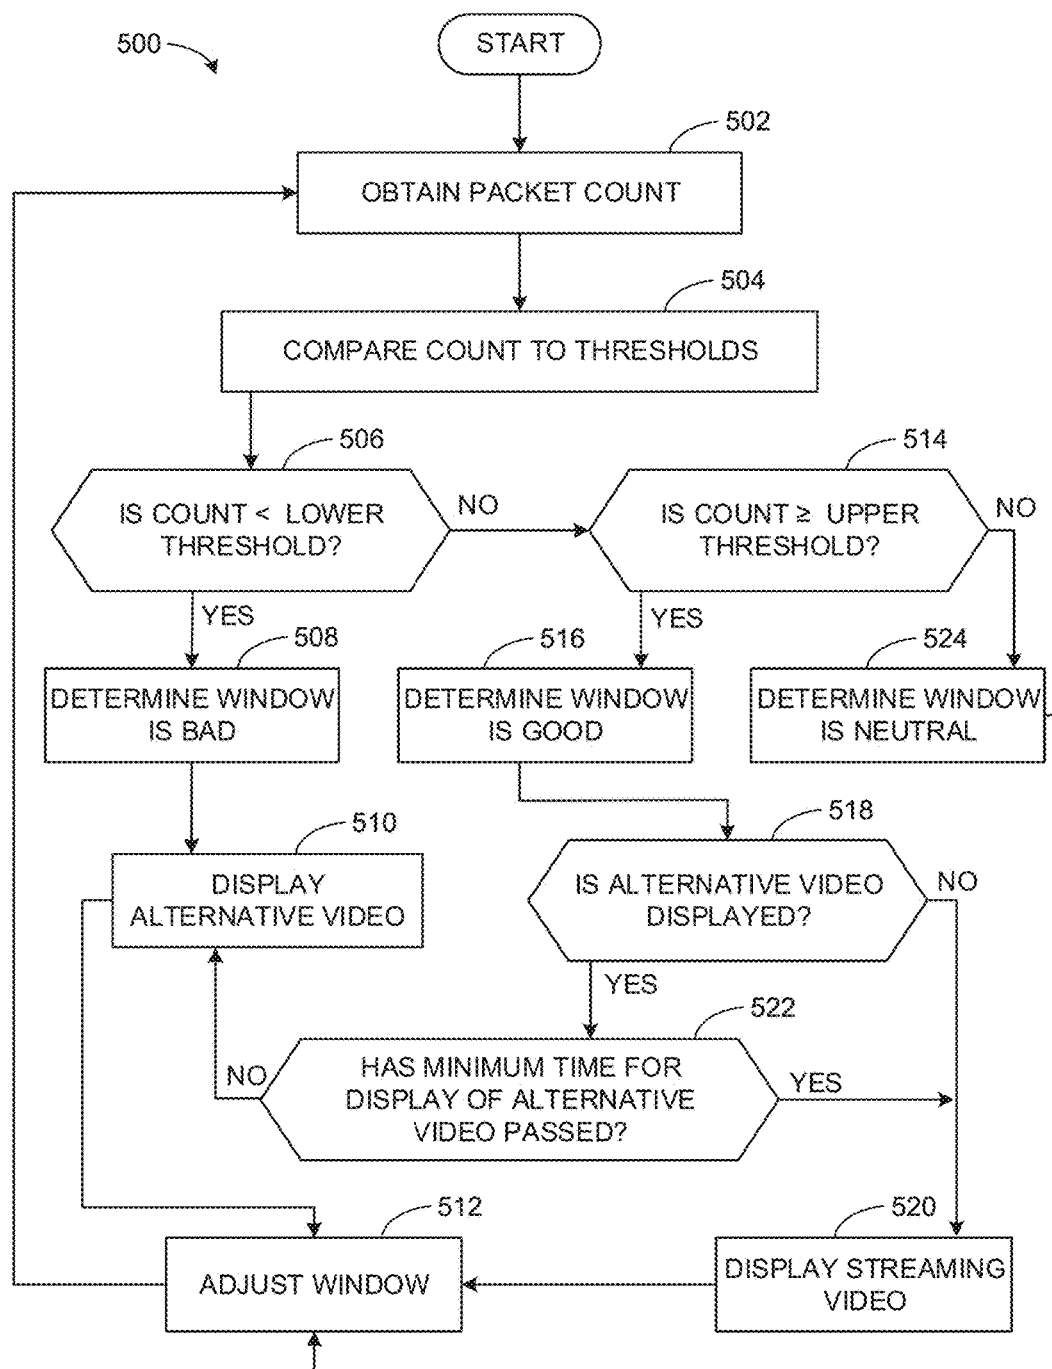 500
START
502
OBTAIN PACKET COUNT
504
COMPARE COUNT TO THRESHOLDS
506
IS COUNT < LOWER
THRESHOLD?
NO
514
IS COUNT ≥ UPPER
THRESHOLD?
NO
YES
508
DETERMINE WINDOW
IS BAD
YES
516
DETERMINE WINDOW
IS GOOD
524
DETERMINE WINDOW
IS NEUTRAL
510
DISPLAY
ALTERNATIVE VIDEO
518
IS ALTERNATIVE VIDEO
DISPLAYED?
NO
YES
522
HAS MINIMUM TIME FOR
DISPLAY OF ALTERNATIVE
VIDEO PASSED?
NO
YES
512
ADJUST WINDOW
520
DISPLAY STREAMING
VIDEO